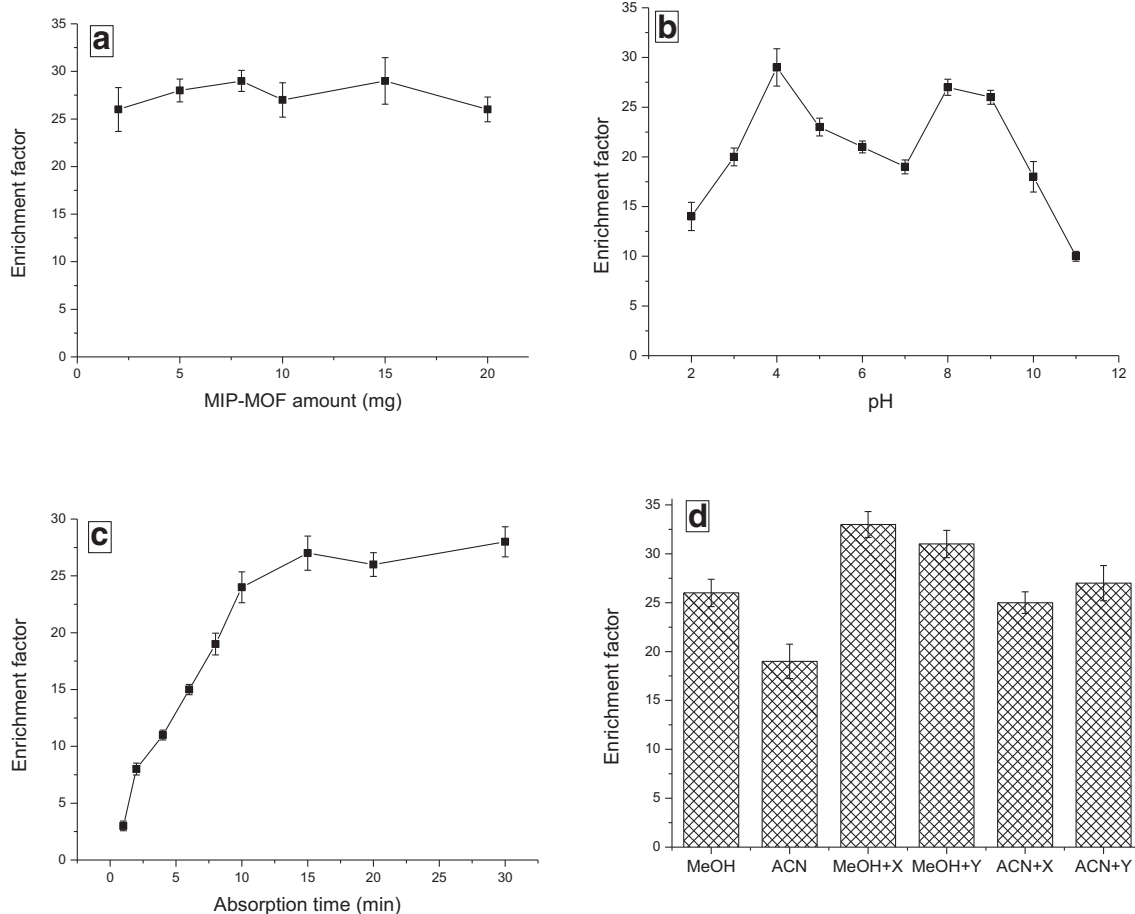 a
35
30
25
20
15
10
5
0
0 5 10 15 20
Enrichment factor
MIP-MOF amount (mg)
b
35
30
25
20
15
10
5
0
2 4 6 8 10 12
Enrichment factor
pH
c
30
25
20
15
10
5
0
0 5 10 15 20 25 30
Enrichment factor
Absorption time (min)
d
35
30
25
20
15
10
5
0
MeOH ACN MeOH+X MeOH+Y ACN+X ACN+Y
Enrichment factor